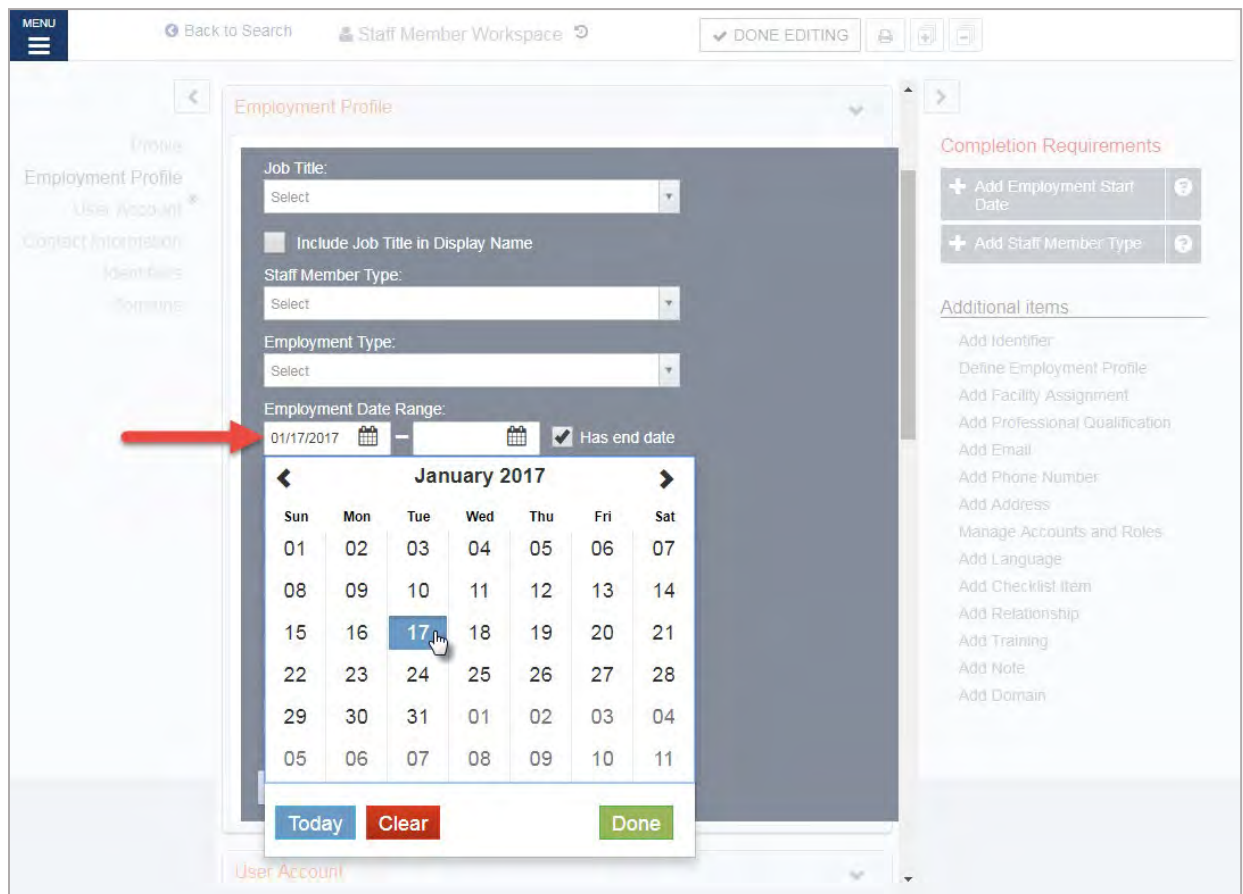 MENU
Back to Search
Staff Member Workspace
DONE EDITING
Employment Profile
Profile
Employment Profile
User Account
Contact Information
Identifiers
Domains
Job Title:
Select
Include Job Title in Display Name
Staff Member Type:
Select
Employment Type:
Select
Employment Date Range:
01/17/2017
–
Has end date
January 2017
Sun Mon Tue Wed Thu Fri Sat
01 02 03 04 05 06 07
08 09 10 11 12 13 14
15 16 17 18 19 20 21
22 23 24 25 26 27 28
29 30 31 01 02 03 04
05 06 07 08 09 10 11
Today Clear Done
User Account
Completion Requirements
Add Employment Start
Date
Add Staff Member Type
Additional items
Add Identifier
Define Employment Profile
Add Facility Assignment
Add Professional Qualification
Add Email
Add Phone Number
Add Address
Manage Accounts and Roles
Add Language
Add Checklist Item
Add Relationship
Add Training
Add Note
Add Domain